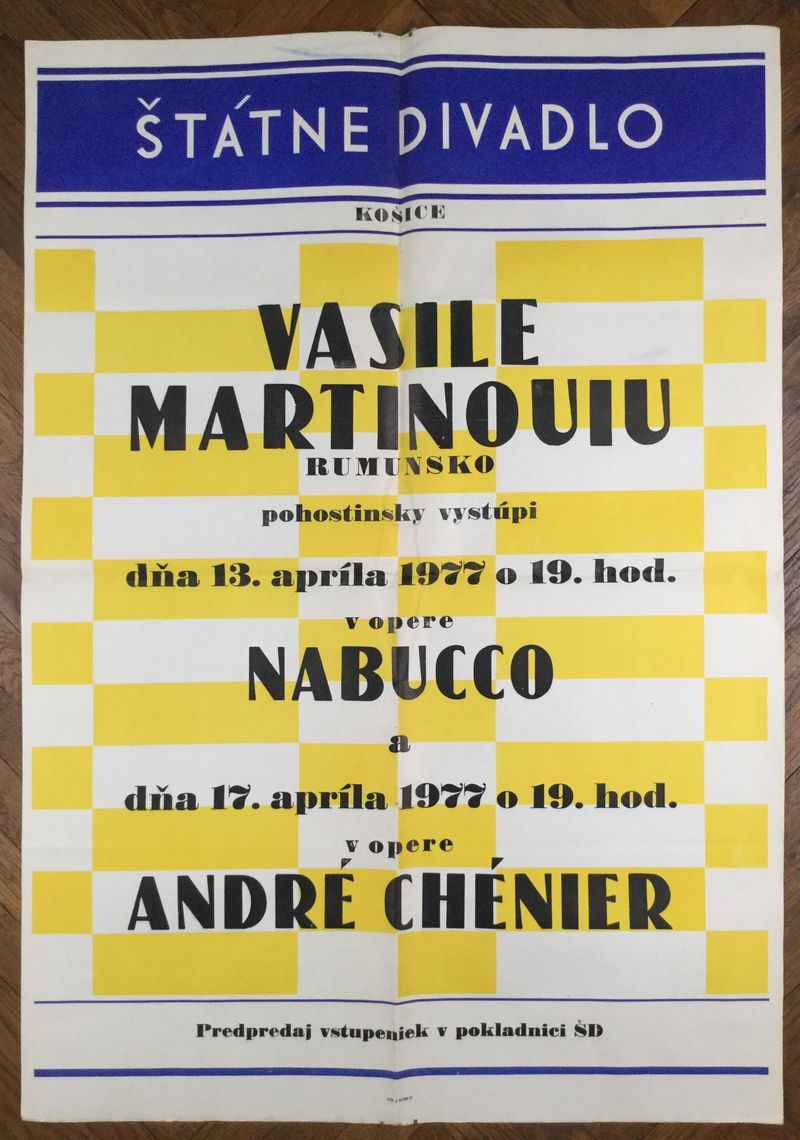 ŠTÁTNE DIVADLO
KOŠICE
VASILE
MARTINOUIU
RUMUNSKO
pohostinsky vystúpi
dňa 13. apríla 1977 o 19. hod.
v opere
NABUCCO
a
dňa 17. apríla 1977 o 19. hod.
v opere
ANDRÉ CHÉNIER
Predpredaj vstupeniek v pokladnici ŠD